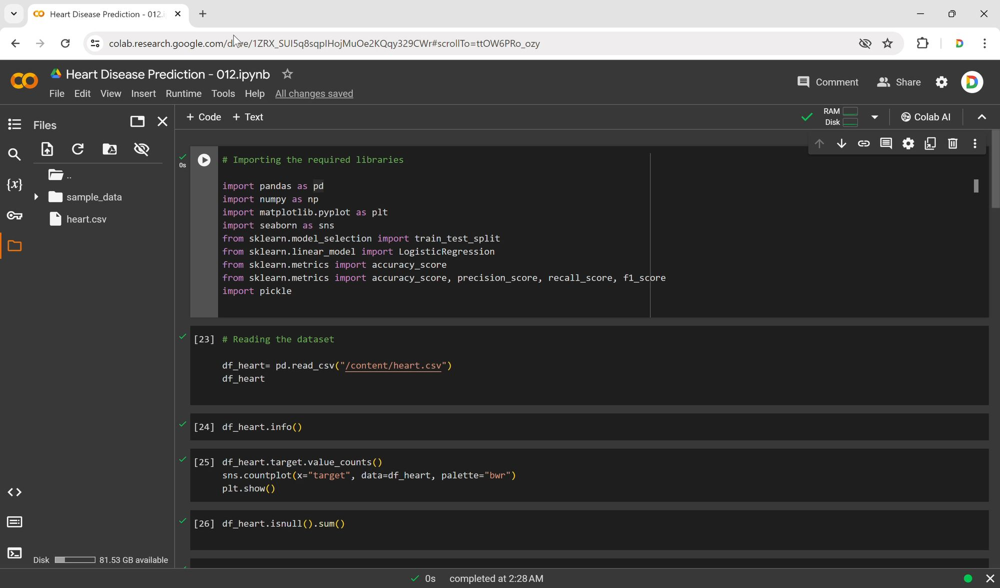 Heart Disease Prediction - 012.i
colab.research.google.com/drive/1ZRX_SUI5q8sqpIHojMuOe2KQqy329CWr#scrollTo=ttOW6PRo_ozy
D
Heart Disease Prediction - 012.ipynb
Comment
Share
D
File Edit View Insert Runtime Tools Help All changes saved
Files
+ Code + Text
RAM
Disk
Colab AI
..
sample_data
heart.csv
{x}
0s
# Importing the required libraries
import pandas as pd
import numpy as np
import matplotlib.pyplot as plt
import seaborn as sns
from sklearn.model_selection import train_test_split
from sklearn.linear_model import LogisticRegression
from sklearn.metrics import accuracy_score
from sklearn.metrics import accuracy_score, precision_score, recall_score, f1_score
import pickle
[23] # Reading the dataset
df_heart= pd.read_csv("/content/heart.csv")
df_heart
[24] df_heart.info()
[25] df_heart.target.value_counts()
sns.countplot(x="target", data=df_heart, palette="bwr")
plt.show()
[26] df_heart.isnull().sum()
Disk 81.53 GB available
0s completed at 2:28 AM